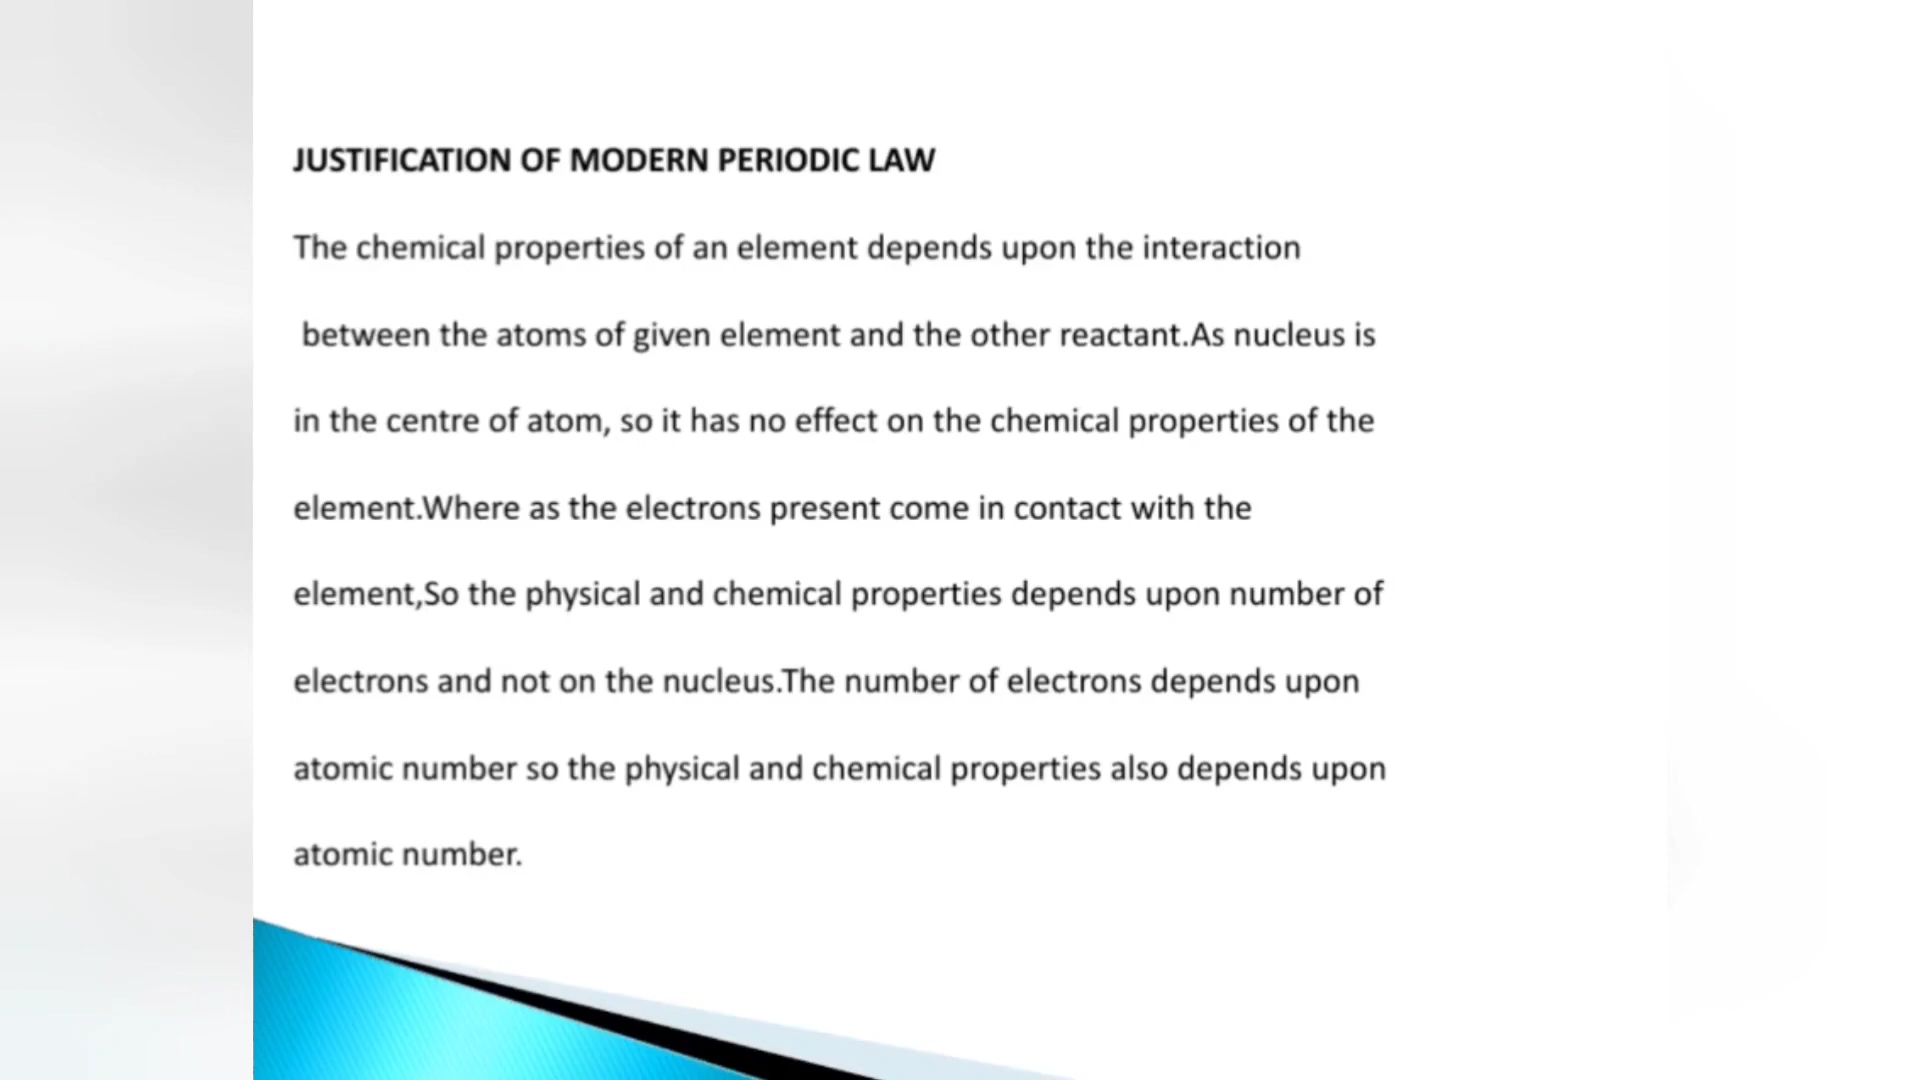 JUSTIFICATION OF MODERN PERIODIC LAW
The chemical properties of an element depends upon the interaction
between the atoms of given element and the other reactant.As nucleus is
in the centre of atom, so it has no effect on the chemical properties of the
element.Where as the electrons present come in contact with the
element,So the physical and chemical properties depends upon number of
electrons and not on the nucleus.The number of electrons depends upon
atomic number so the physical and chemical properties also depends upon
atomic number.